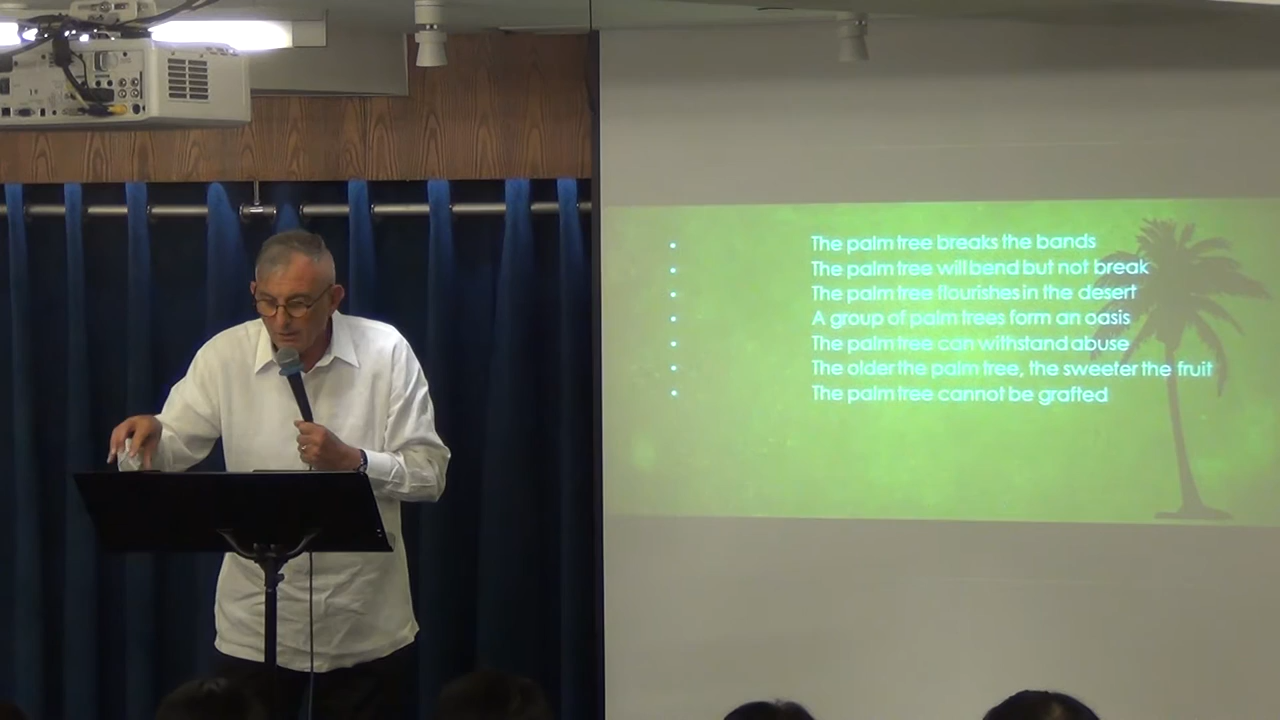 • The palm tree breaks the bands
• The palm tree will bend but not break
• The palm tree flourishes in the desert
• A group of palm trees form an oasis
• The palm tree can withstand abuse
• The older the palm tree, the sweeter the fruit
• The palm tree cannot be grafted